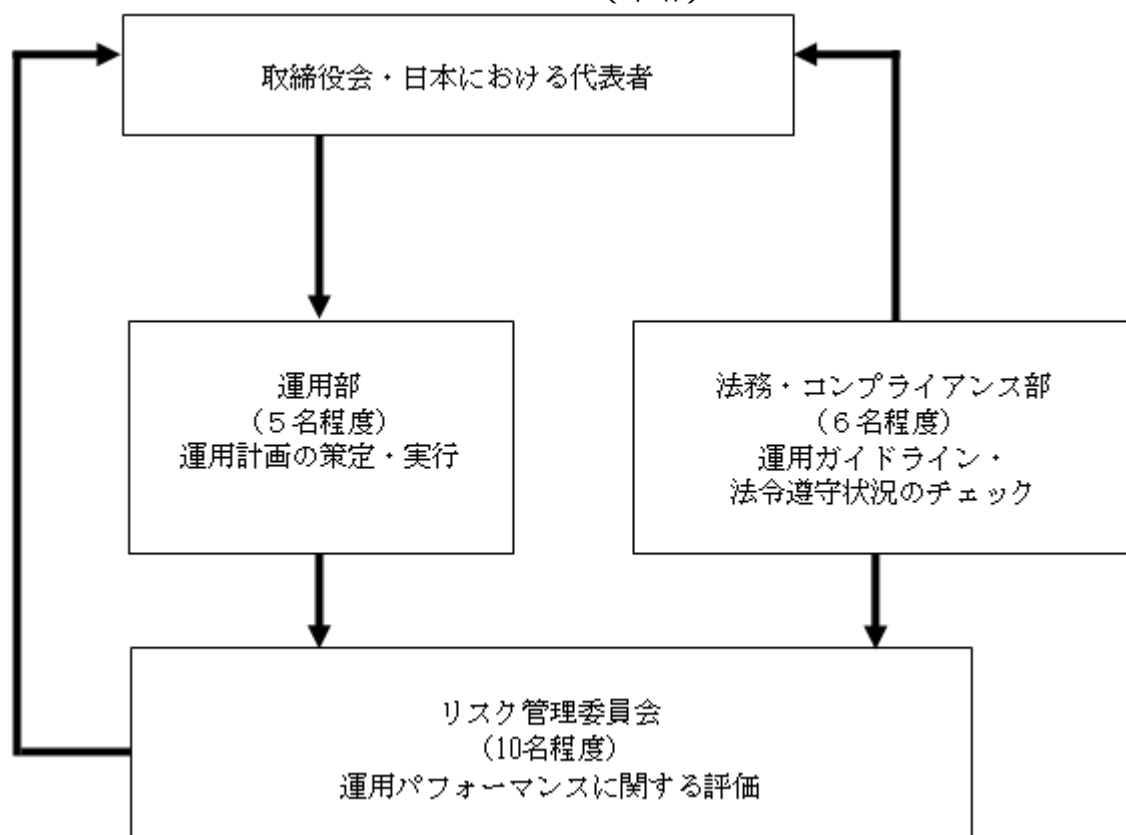 取締役会・日本における代表者
運用部
（５名程度）
運用計画の策定・実行
法務・コンプライアンス部
（６名程度）
運用ガイドライン・
法令遵守状況のチェック
リスク管理委員会
（10名程度）
運用パフォーマンスに関する評価